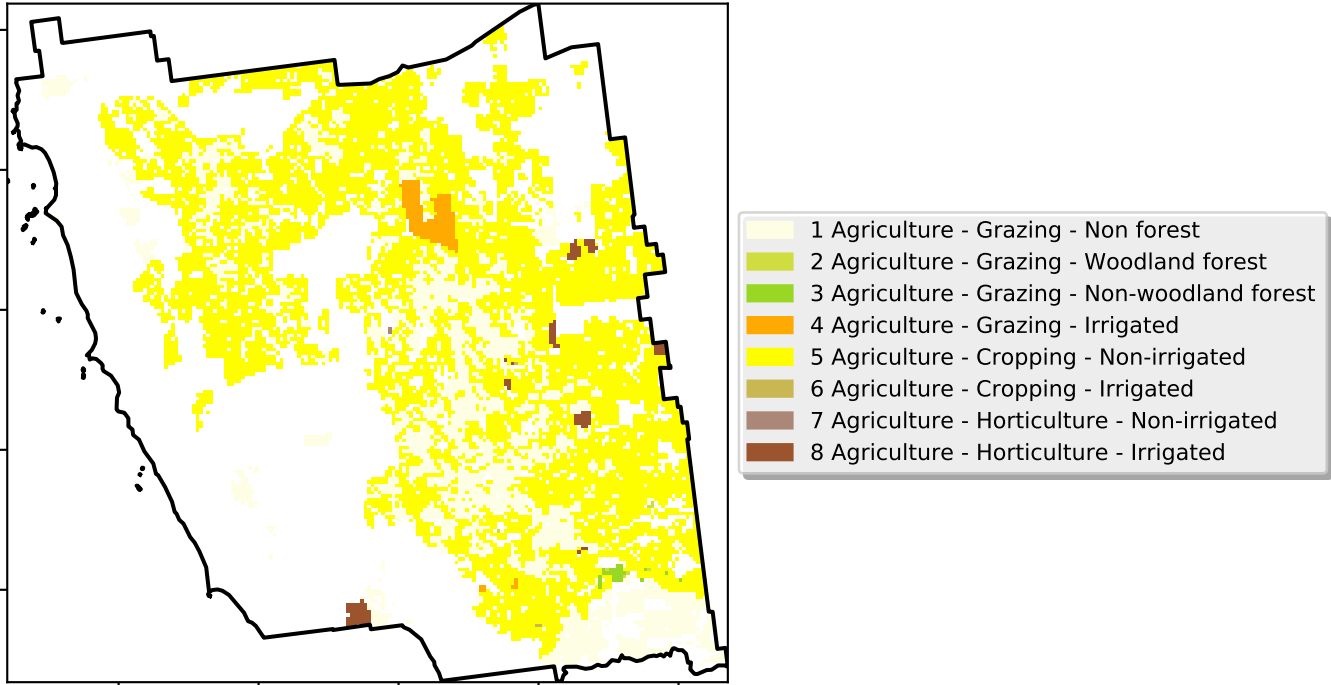 1 Agriculture - Grazing - Non forest
2 Agriculture - Grazing - Woodland forest
3 Agriculture - Grazing - Non-woodland forest
4 Agriculture - Grazing - Irrigated
5 Agriculture - Cropping - Non-irrigated
6 Agriculture - Cropping - Irrigated
7 Agriculture - Horticulture - Non-irrigated
8 Agriculture - Horticulture - Irrigated